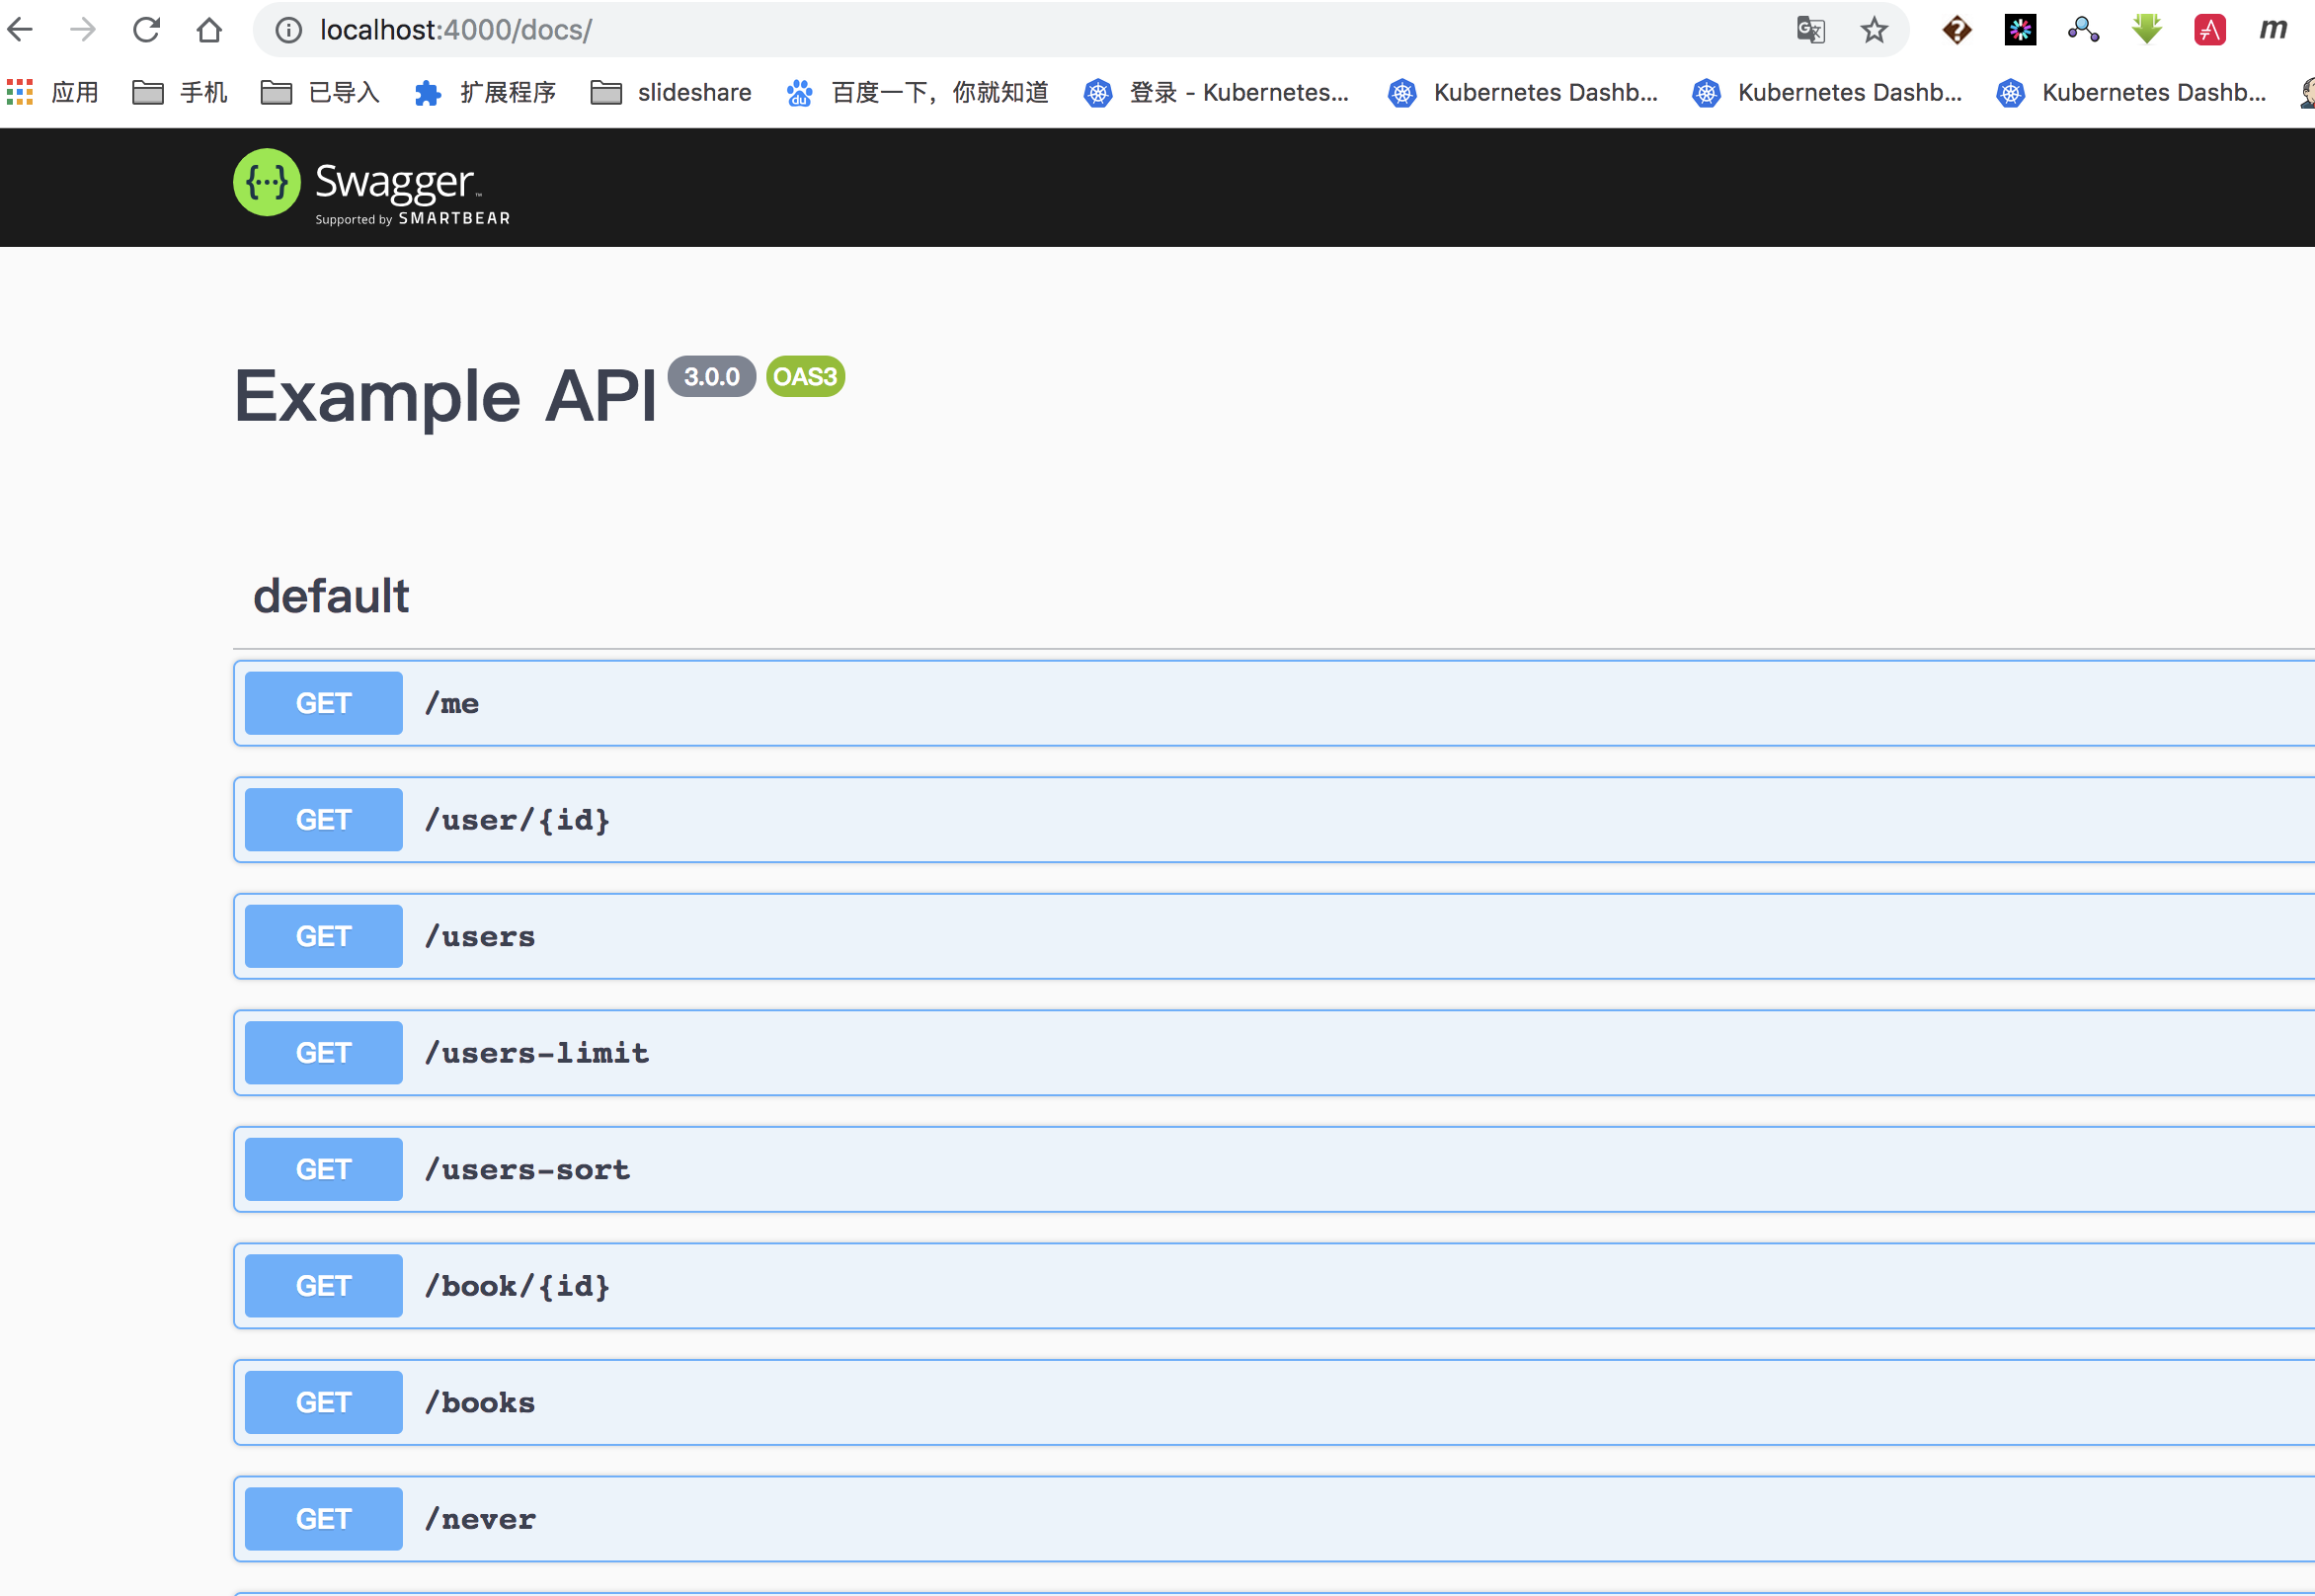 localhost:4000/docs/
应用 手机 已导入 扩展程序 slideshare 百度一下，你就知道 登录 - Kubernetes... Kubernetes Dashb... Kubernetes Dashb... Kubernetes Dashb...
{...} Swagger™
Supported by SMARTBEAR
Example API 3.0.0 OAS3
default
GET /me
GET /user/{id}
GET /users
GET /users-limit
GET /users-sort
GET /book/{id}
GET /books
GET /never